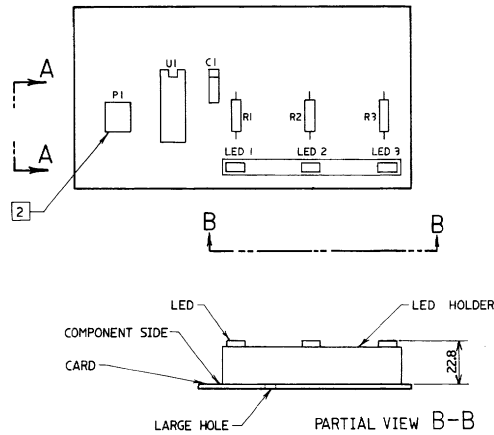 A
U1
C1
P1
R1
R2
R3
A
LED 1
LED 2
LED 3
2
B
B
LED
LED HOLDER
COMPONENT SIDE
CARD
22.8
LARGE HOLE
PARTIAL VIEW B-B